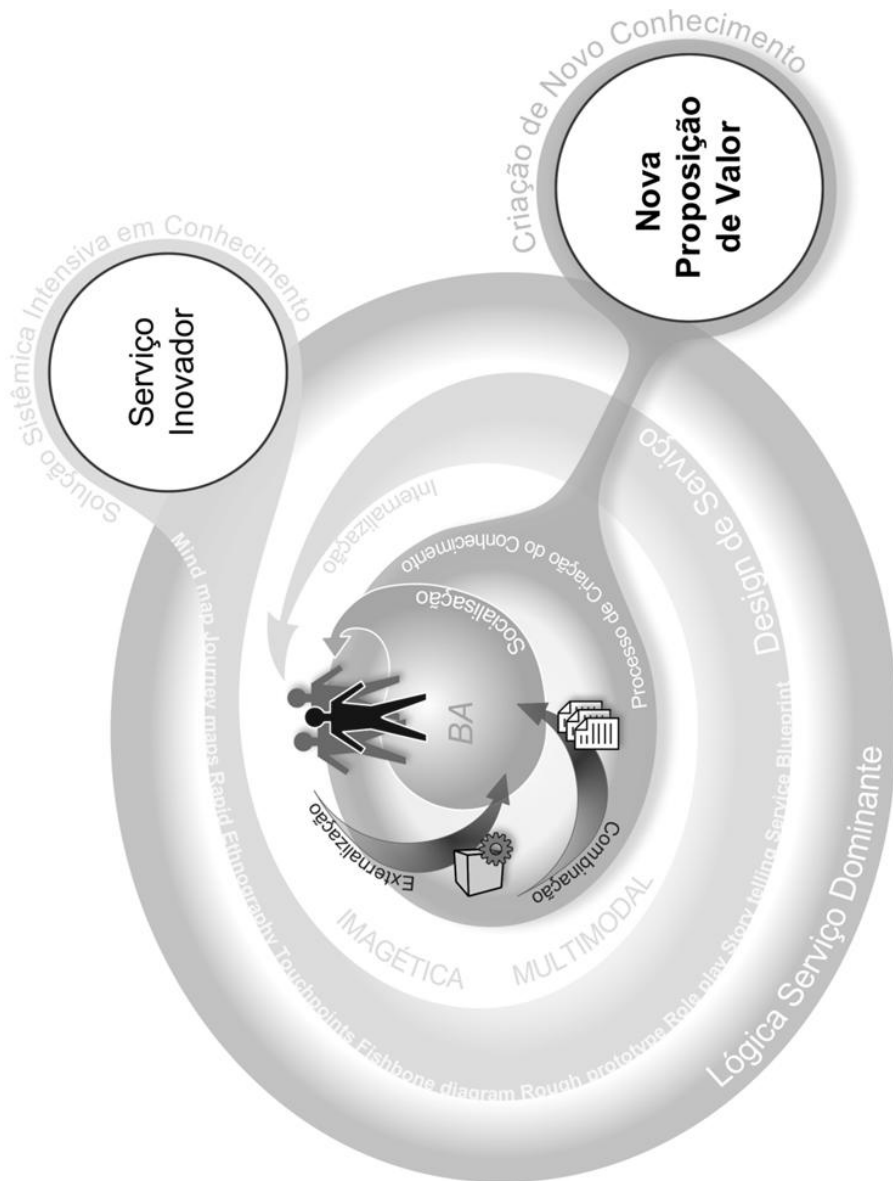 Solução Sistêmica Intensiva em Conhecimento
Serviço
Inovador
Criação de Novo Conhecimento
Nova
Proposição
de Valor
Mind map Journey maps Rapid Ethnography Touchpoints Fishbone diagram Rough prototype Role play Story telling Service Blueprint
Design de Serviço
Lógica Serviço Dominante
IMAGÉTICA
MULTIMODAL
Processo de Criação do Conhecimento
Internalização
Socialisação
Externalização
Combinação
BA